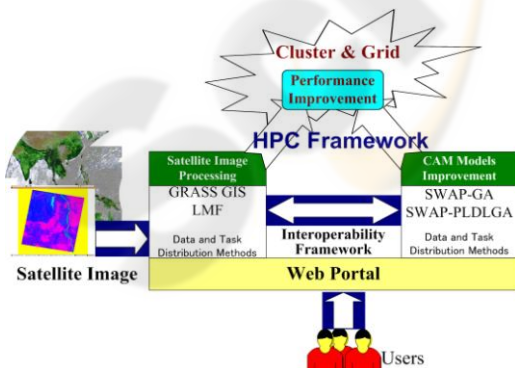 Cluster & Grid
Performance
Improvement
HPC Framework
Satellite Image
Processing
GRASS GIS
LMF
Data and Task
Distribution Methods
Interoperability
Framework
CAM Models
Improvement
SWAP-GA
SWAP-PLDLGA
Data and Task
Distribution Methods
Satellite Image
Web Portal
Users